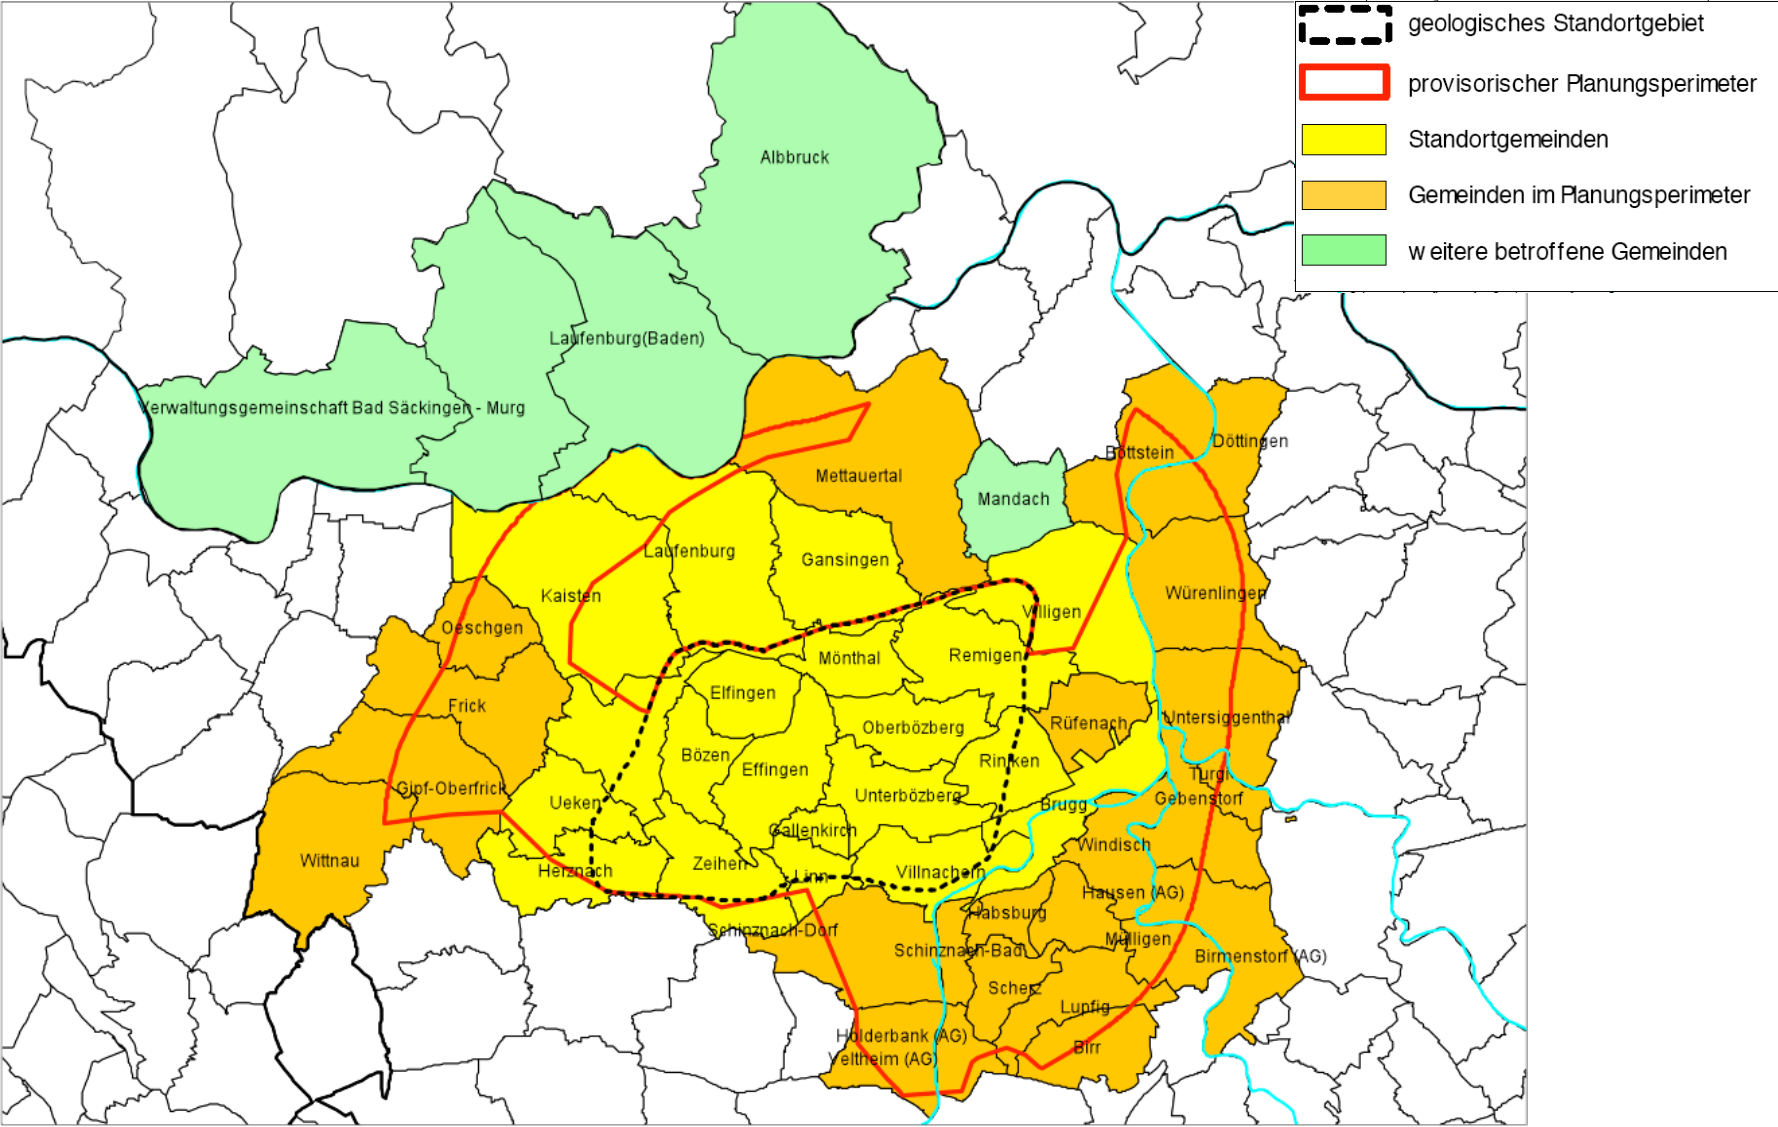 geologisches Standortgebiet
provisorischer Planungsperimeter
Standortgemeinden
Gemeinden im Planungsperimeter
weitere betroffene Gemeinden
Albbruck
Laufenburg(Baden)
Verwaltungsgemeinschaft Bad Säckingen - Murg
Döttingen
Böttstein
Mettauertal
Mandach
Laufenburg
Gansingen
Kaisten
Würenlingen
Villigen
Oeschgen
Mönthal
Remigen
Elfingen
Frick
Rüfenach
Untersiggenthal
Oberbözberg
Bözen
Riniken
Effingen
Turgi
Gipf-Oberfrick
Ueken
Unterbözberg
Gebenstorf
Brugg
Gallenkirch
Windisch
Wittnau
Zeihen
Herznach
Linn
Villnachern
Hausen (AG)
Habsburg
Schinznach-Dorf
Mülligen
Schinznach-Bad
Birmenstorf (AG)
Scherz
Lupfig
Holderbank (AG)
Birr
Veltheim (AG)